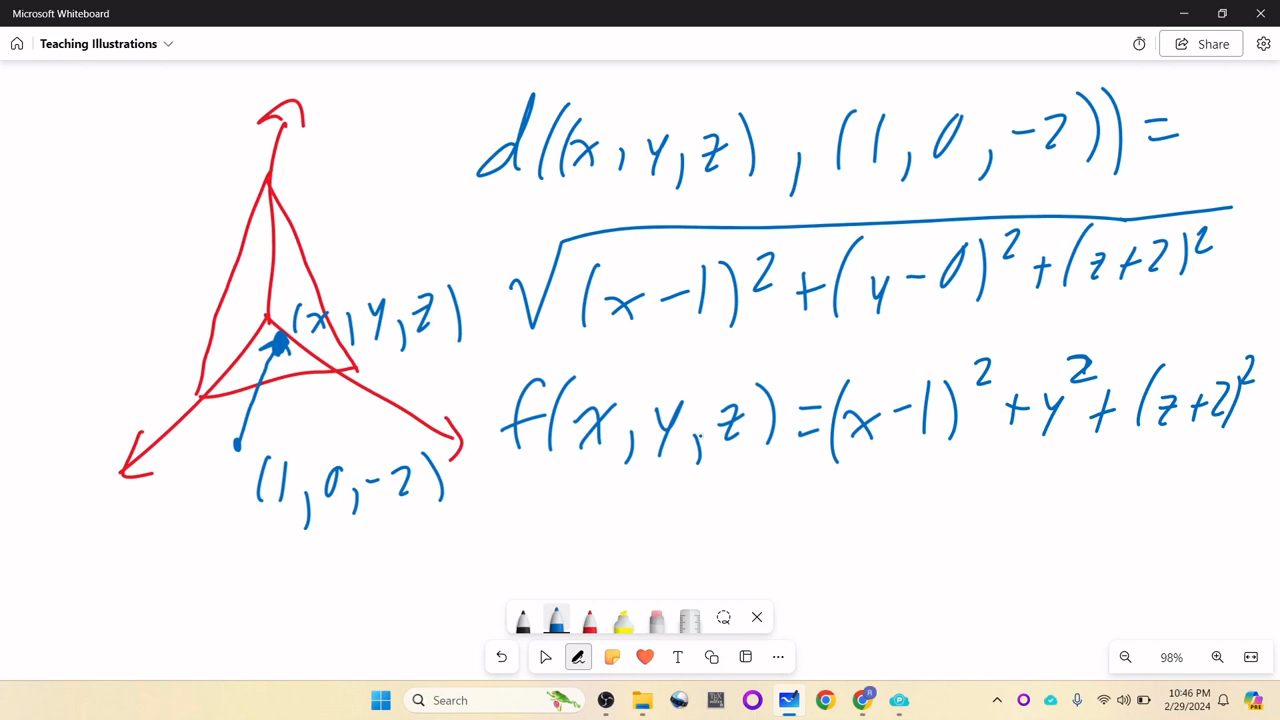 Microsoft Whiteboard
Teaching Illustrations
Share
d((x,y,z),(1,0,-2))=
√((x-1)²+(y-0)²+(z+2)²
(x,y,z)
f(x,y,z)=(x-1)²+y²+(z+2)²
(1,0,-2)
98%
Search
10:46 PM
2/29/2024